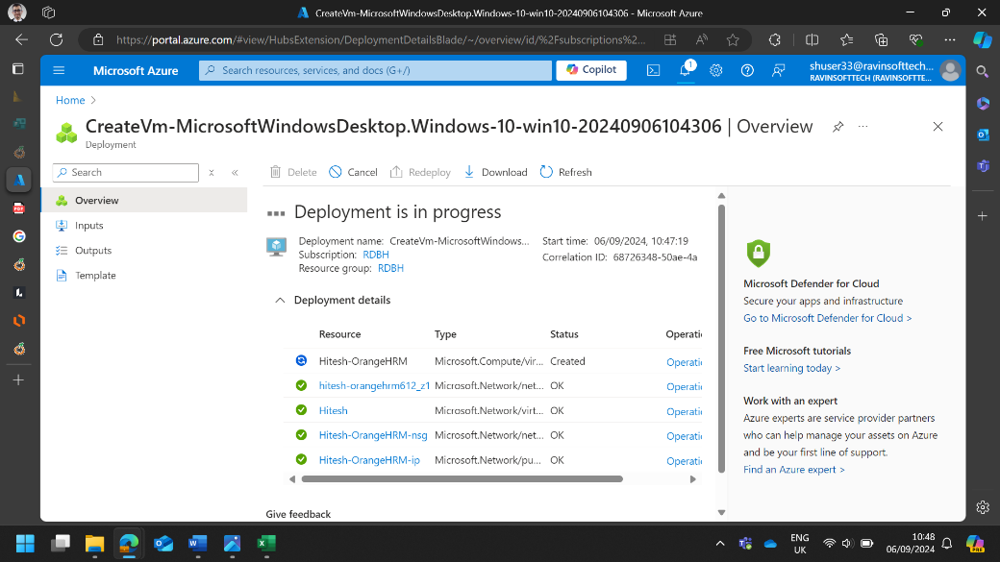 CreateVm-MicrosoftWindowsDesktop.Windows-10-win10-20240906104306 - Microsoft Azure
https://portal.azure.com/#view/HubsExtension/DeploymentDetailsBlade/~/overview/id/%2Fsubscriptions%2...
Microsoft Azure
Search resources, services, and docs (G+/)
Copilot
1
shuser33@ravinsofttech...
RAVINSOFTTECH (RAVINSOFTTE...
Home >
CreateVm-MicrosoftWindowsDesktop.Windows-10-win10-20240906104306 | Overview
Deployment
Search
Delete
Cancel
Redeploy
Download
Refresh
Overview
Inputs
Outputs
Template
Deployment is in progress
Deployment name: CreateVm-MicrosoftWindows...
Subscription: RDBH
Resource group: RDBH
Start time: 06/09/2024, 10:47:19
Correlation ID: 68726348-50ae-4a
Deployment details
Resource Type Status Operati
Hitesh-OrangeHRM Microsoft.Compute/vir... Created Operati
hitesh-orangehrm612_z1 Microsoft.Network/net... OK Operati
Hitesh Microsoft.Network/virt... OK Operati
Hitesh-OrangeHRM-nsg Microsoft.Network/net... OK Operati
Hitesh-OrangeHRM-ip Microsoft.Network/pu... OK Operati
Give feedback
Microsoft Defender for Cloud
Secure your apps and infrastructure
Go to Microsoft Defender for Cloud >
Free Microsoft tutorials
Start learning today >
Work with an expert
Azure experts are service provider partners
who can help manage your assets on Azure
and be your first line of support.
Find an Azure expert >
ENG
UK
10:48
06/09/2024